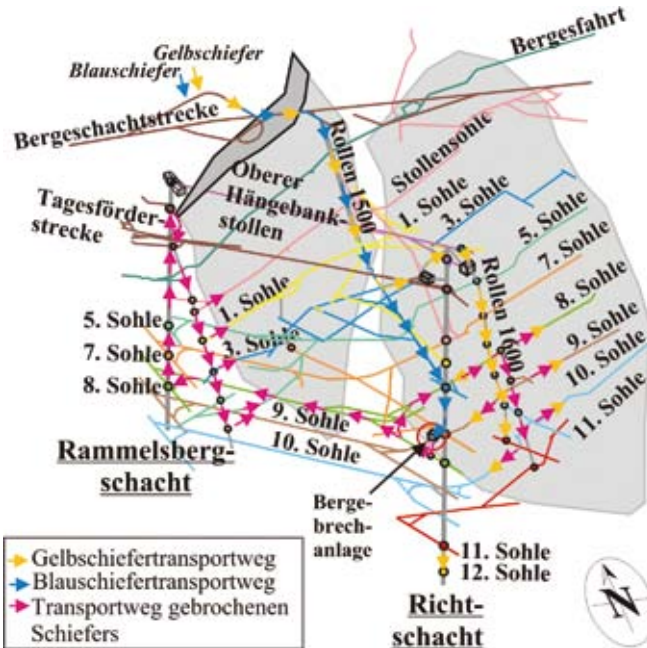 Gelbschiefer
Blauschiefer
Bergesfahrt
Bergeschachtstrecke
Rollen 1500
Stollensohle
Oberer
Hängebank
stollen
Tagesförder-
strecke
1. Sohle
3. Sohle
5. Sohle
7. Sohle
8. Sohle
9. Sohle
10. Sohle
11. Sohle
Rollen 1600
1. Sohle
3. Sohle
5. Sohle
7. Sohle
8. Sohle
9. Sohle
10. Sohle
Rammelsberg-
schacht
Berge-
brech-
anlage
11. Sohle
12. Sohle
Richt-
schacht
Gelbschiefertransportweg
Blauschiefertransportweg
Transportweg gebrochenen
Schiefers
N